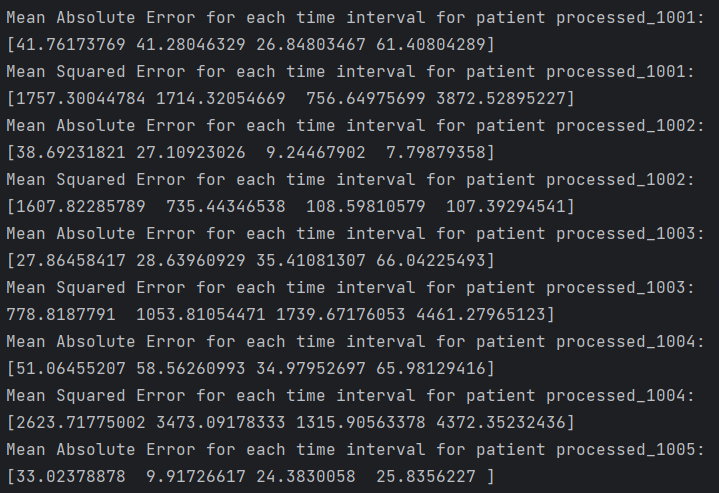 Mean Absolute Error for each time interval for patient processed_1001:
[41.76173769 41.28046329 26.84803467 61.40804289]
Mean Squared Error for each time interval for patient processed_1001:
[1757.30044784 1714.32054669  756.64975699 3872.52895227]
Mean Absolute Error for each time interval for patient processed_1002:
[38.69231821 27.10923026  9.24467902  7.79879358]
Mean Squared Error for each time interval for patient processed_1002:
[1607.82285789  735.44346538  108.59810579  107.39294541]
Mean Absolute Error for each time interval for patient processed_1003:
[27.86458417 28.63960929 35.41081307 66.04225493]
Mean Squared Error for each time interval for patient processed_1003:
778.8187791  1053.81054471 1739.67176053 4461.27965123]
Mean Absolute Error for each time interval for patient processed_1004:
[51.06455207 58.56260993 34.97952697 65.98129416]
Mean Squared Error for each time interval for patient processed_1004:
[2623.71775002 3473.09178333 1315.90563378 4372.35232436]
Mean Absolute Error for each time interval for patient processed_1005:
[33.02378878  9.91726617 24.3830058  25.8356227 ]